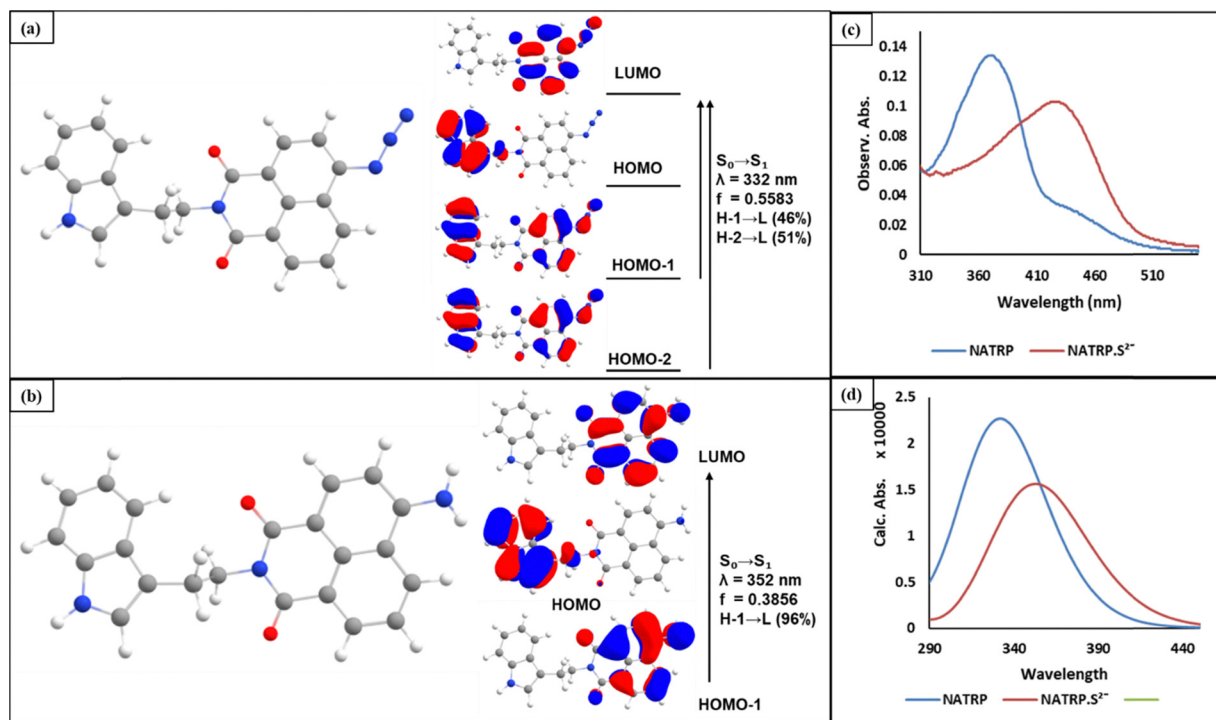 (a)
LUMO
HOMO
HOMO-1
HOMO-2
S₀→S₁
λ = 332 nm
f = 0.5583
H-1→L (46%)
H-2→L (51%)
(b)
LUMO
HOMO
HOMO-1
S₀→S₁
λ = 352 nm
f = 0.3856
H-1→L (96%)
(c)
Observ. Abs.
0.14
0.12
0.1
0.08
0.06
0.04
0.02
0
310 360 410 460 510
Wavelength (nm)
NATRP NATRP.S²⁻
(d)
Calc. Abs. x 10000
2.5
2
1.5
1
0.5
0
290 340 390 440
Wavelength
NATRP NATRP.S²⁻